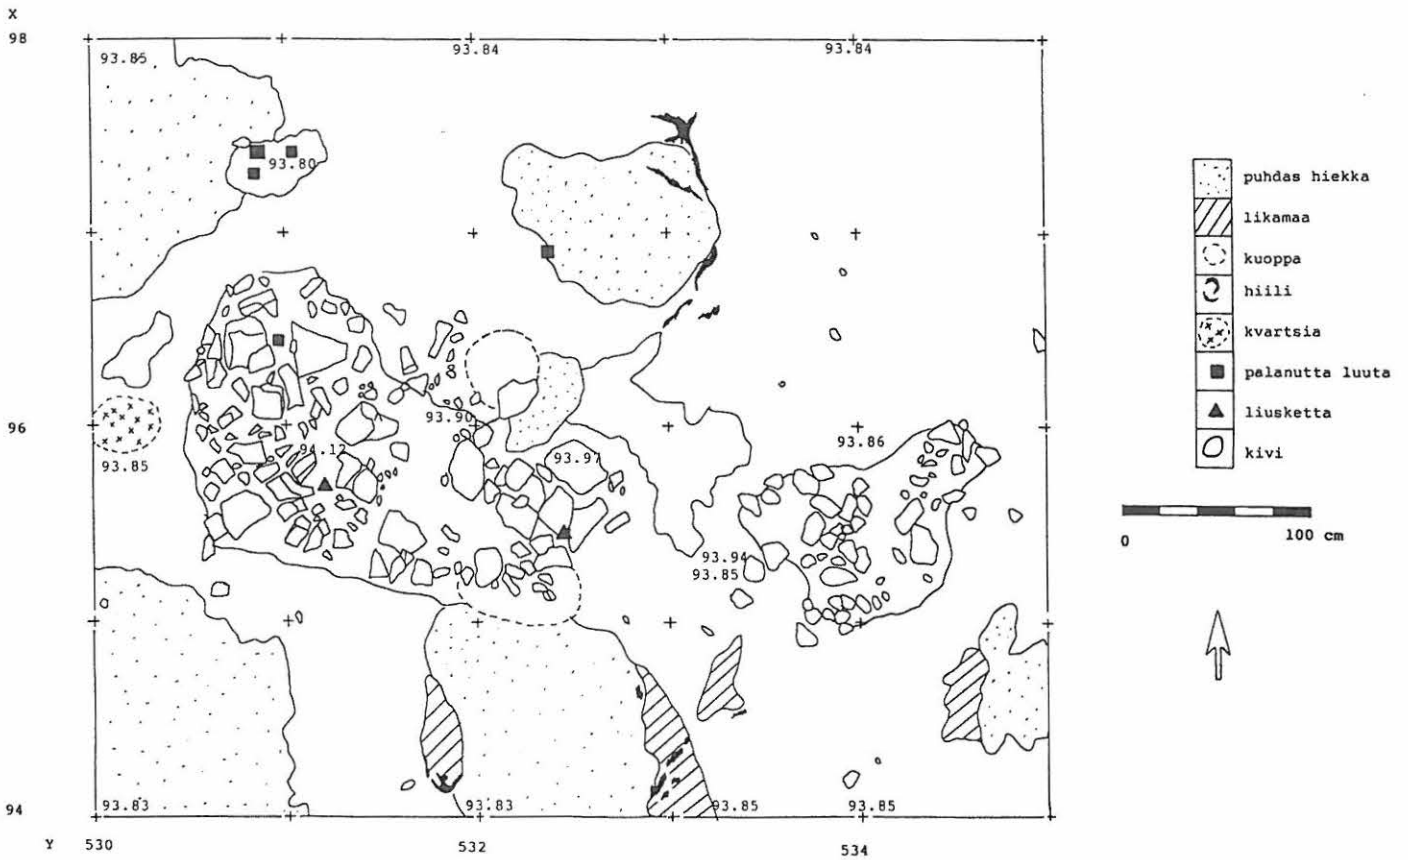 X
98
93.85
93.84
93.84
93.80
93.90
96
93.86
94.12
93.97
93.85
93.94
93.85
94
93.83
93.83
93.85
93.85
Y 530
532
534
puhdas hiekka
likamaa
kuoppa
hiili
kvartsia
palanutta luuta
liusketta
kivi
0
100 cm